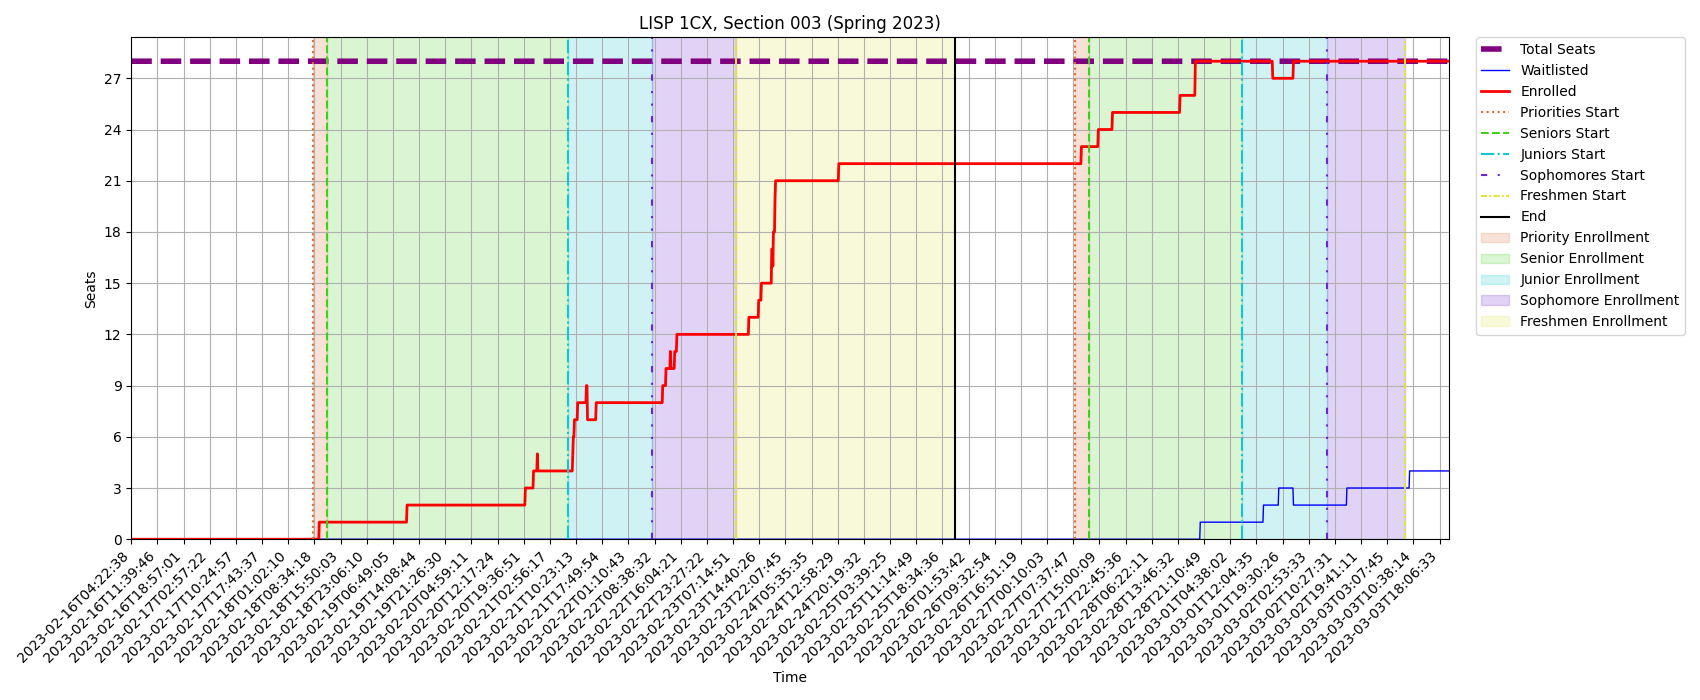 LISP 1CX, Section 003 (Spring 2023)
Seats
27
24
21
18
15
12
9
6
3
0
2023-02-16T04:22:38
2023-02-16T11:39:46
2023-02-16T18:57:01
2023-02-17T02:57:22
2023-02-17T10:24:57
2023-02-17T17:43:37
2023-02-18T01:02:10
2023-02-18T08:34:18
2023-02-18T15:50:03
2023-02-18T23:06:10
2023-02-19T06:49:05
2023-02-19T14:08:44
2023-02-19T21:26:30
2023-02-20T04:59:11
2023-02-20T12:17:24
2023-02-20T19:36:51
2023-02-21T02:56:17
2023-02-21T10:23:13
2023-02-21T17:49:54
2023-02-22T01:10:43
2023-02-22T08:38:32
2023-02-22T16:04:21
2023-02-22T23:27:22
2023-02-23T07:14:51
2023-02-23T14:40:26
2023-02-23T22:07:45
2023-02-24T05:35:35
2023-02-24T12:58:29
2023-02-24T20:19:32
2023-02-25T03:39:25
2023-02-25T11:14:49
2023-02-25T18:34:36
2023-02-26T01:53:42
2023-02-26T09:32:54
2023-02-26T16:51:19
2023-02-27T00:10:03
2023-02-27T07:37:47
2023-02-27T15:00:09
2023-02-27T22:45:36
2023-02-28T06:22:11
2023-02-28T13:46:32
2023-02-28T21:10:49
2023-03-01T04:38:02
2023-03-01T12:04:35
2023-03-01T19:30:26
2023-03-02T02:53:33
2023-03-02T10:27:31
2023-03-02T19:41:11
2023-03-03T03:07:45
2023-03-03T10:38:14
2023-03-03T18:06:33
Time
Total Seats
Waitlisted
Enrolled
Priorities Start
Seniors Start
Juniors Start
Sophomores Start
Freshmen Start
End
Priority Enrollment
Senior Enrollment
Junior Enrollment
Sophomore Enrollment
Freshmen Enrollment